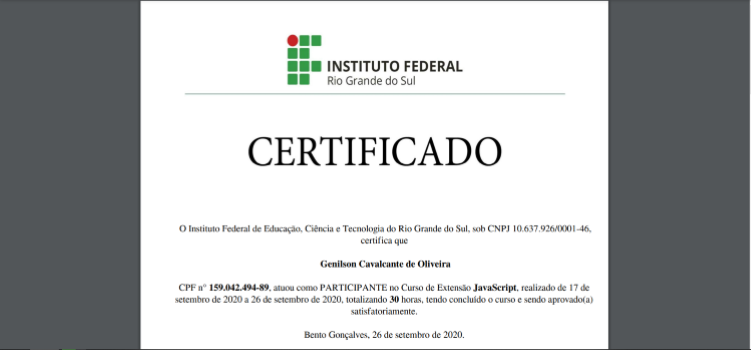 INSTITUTO FEDERAL
Rio Grande do Sul
CERTIFICADO
O Instituto Federal de Educação, Ciência e Tecnologia do Rio Grande do Sul, sob CNPJ 10.637.926/0001-46,
certifica que
Genilson Cavalcante de Oliveira
CPF nº 159.042.494-89, atuou como PARTICIPANTE no Curso de Extensão JavaScript, realizado de 17 de
setembro de 2020 a 26 de setembro de 2020, totalizando 30 horas, tendo concluído o curso e sendo aprovado(a)
satisfatoriamente.
Bento Gonçalves, 26 de setembro de 2020.